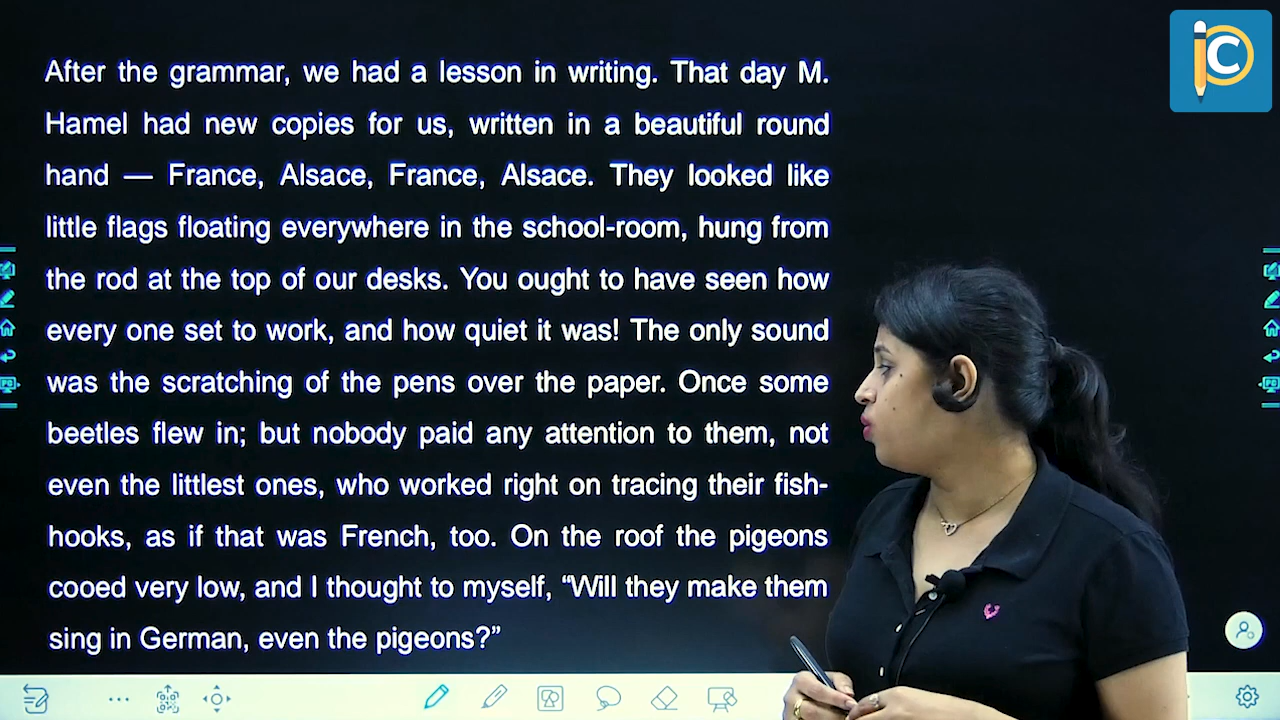 After the grammar, we had a lesson in writing. That day M.
Hamel had new copies for us, written in a beautiful round
hand — France, Alsace, France, Alsace. They looked like
little flags floating everywhere in the school-room, hung from
the rod at the top of our desks. You ought to have seen how
every one set to work, and how quiet it was! The only sound
was the scratching of the pens over the paper. Once some
beetles flew in; but nobody paid any attention to them, not
even the littlest ones, who worked right on tracing their fish-
hooks, as if that was French, too. On the roof the pigeons
cooed very low, and I thought to myself, “Will they make them
sing in German, even the pigeons?”